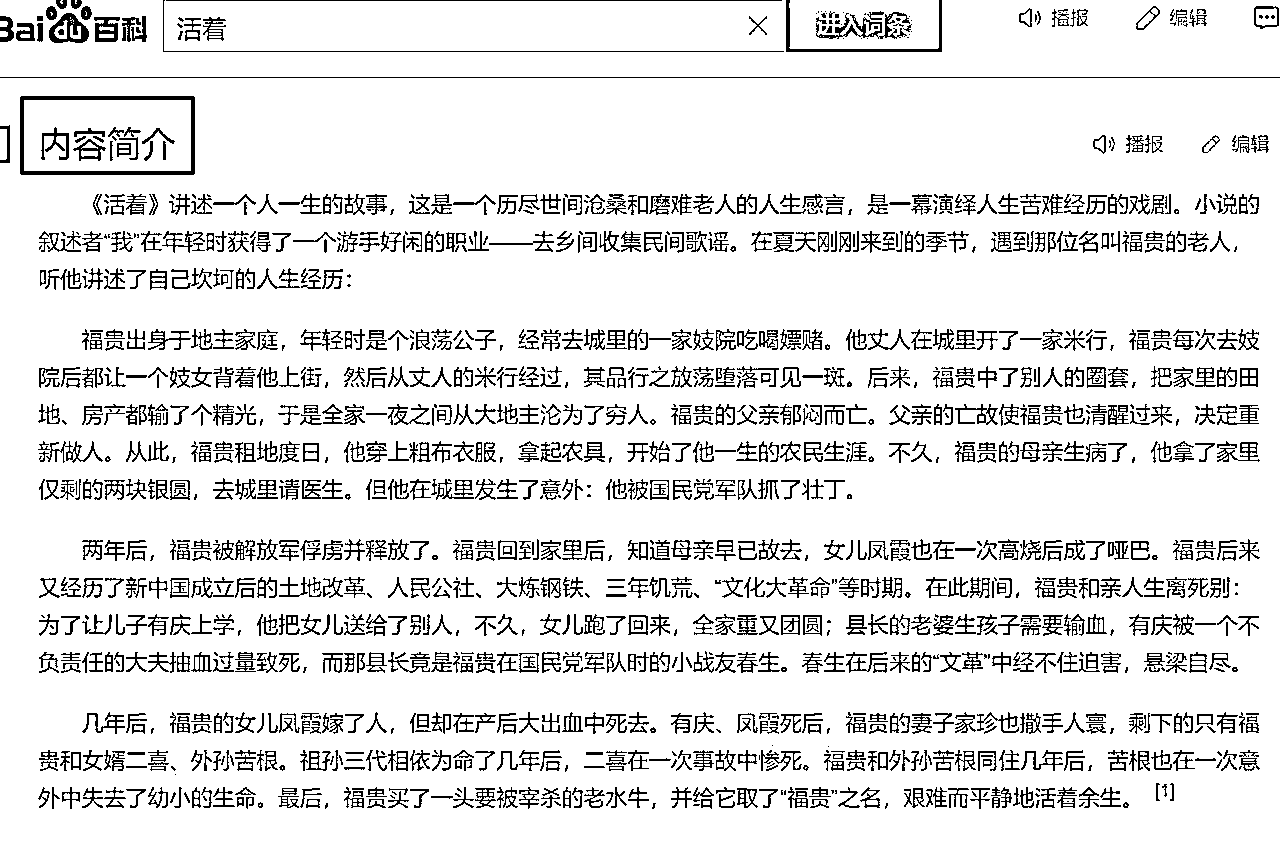 Bai百科 活着 进入词条 播报 编辑
内容简介 播报 编辑
《活着》讲述一个人一生的故事，这是一个历尽世间沧桑和磨难老人的人生感言，是一幕演绎人生苦难经历的戏剧。小说的
叙述者“我”在年轻时获得了一个游手好闲的职业——去乡间收集民间歌谣。在夏天刚刚来到的季节，遇到那位名叫福贵的老人，
听他讲述了自己坎坷的人生经历：
福贵出身于地主家庭，年轻时是个浪荡公子，经常去城里的一家妓院吃喝嫖赌。他丈人在城里开了一家米行，福贵每次去妓
院后都让一个妓女背着他上街，然后从丈人的米行经过，其品行之放荡堕落可见一斑。后来，福贵中了别人的圈套，把家里的田
地、房产都输了个精光，于是全家一夜之间从大地主沦为了穷人。福贵的父亲郁闷而亡。父亲的亡故使福贵也清醒过来，决定重
新做人。从此，福贵租地度日，他穿上粗布衣服，拿起农具，开始了他一生的农民生涯。不久，福贵的母亲生病了，他拿了家里
仅剩的两块银圆，去城里请医生。但他在城里发生了意外：他被国民党军队抓了壮丁。
两年后，福贵被解放军俘虏并释放了。福贵回到家里后，知道母亲早已故去，女儿凤霞也在一次高烧后成了哑巴。福贵后来
又经历了新中国成立后的土地改革、人民公社、大炼钢铁、三年饥荒、“文化大革命”等时期。在此期间，福贵和亲人生离死别：
为了让儿子有庆上学，他把女儿送给了别人，不久，女儿跑了回来，全家重又团圆；县长的老婆生孩子需要输血，有庆被一个不
负责任的大夫抽血过量致死，而那县长竟是福贵在国民党军队时的小战友春生。春生在后来的“文革”中经不住迫害，悬梁自尽。
几年后，福贵的女儿凤霞嫁了人，但却在产后大出血中死去。有庆、凤霞死后，福贵的妻子家珍也撒手人寰，剩下的只有福
贵和女婿二喜、外孙苦根。祖孙三代相依为命了几年后，二喜在一次事故中惨死。福贵和外孙苦根同住几年后，苦根也在一次意
外中失去了幼小的生命。最后，福贵买了一头要被宰杀的老水牛，并给它取了“福贵”之名，艰难而平静地活着余生。 [1]